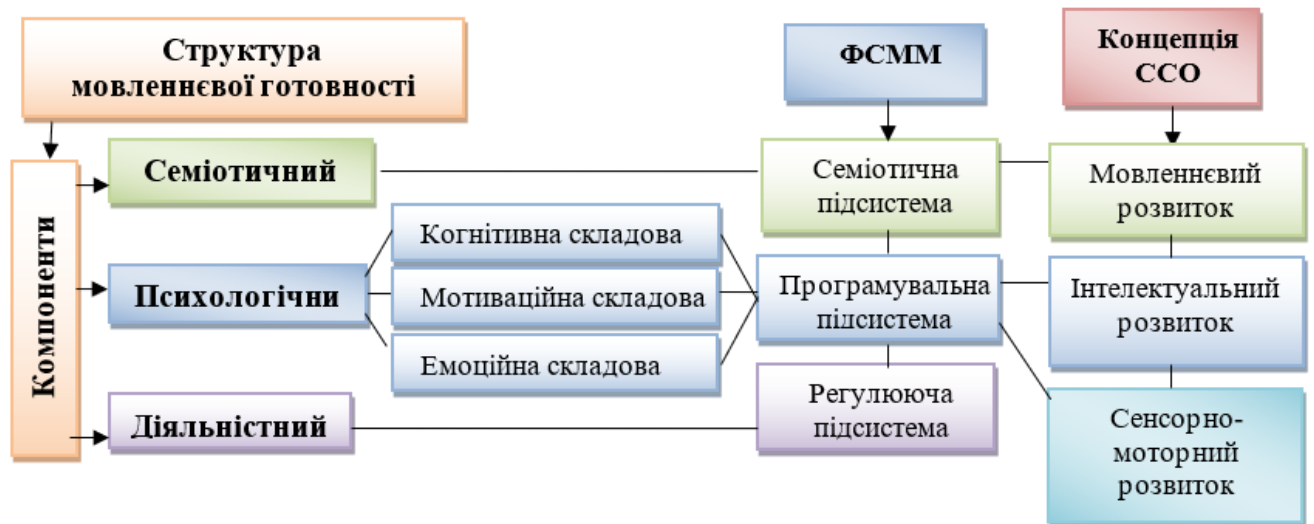 Структура
мовленнєвої готовності
ФСММ
Концепція
ССО
Компоненти
Семіотичний
Семіотична
підсистема
Мовленнєвий
розвиток
Психологічни
Когнітивна складова
Мотиваційна складова
Емоційна складова
Програмувальна
підсистема
Інтелектуальний
розвиток
Діяльністний
Регулююча
підсистема
Сенсорно-
моторний
розвиток